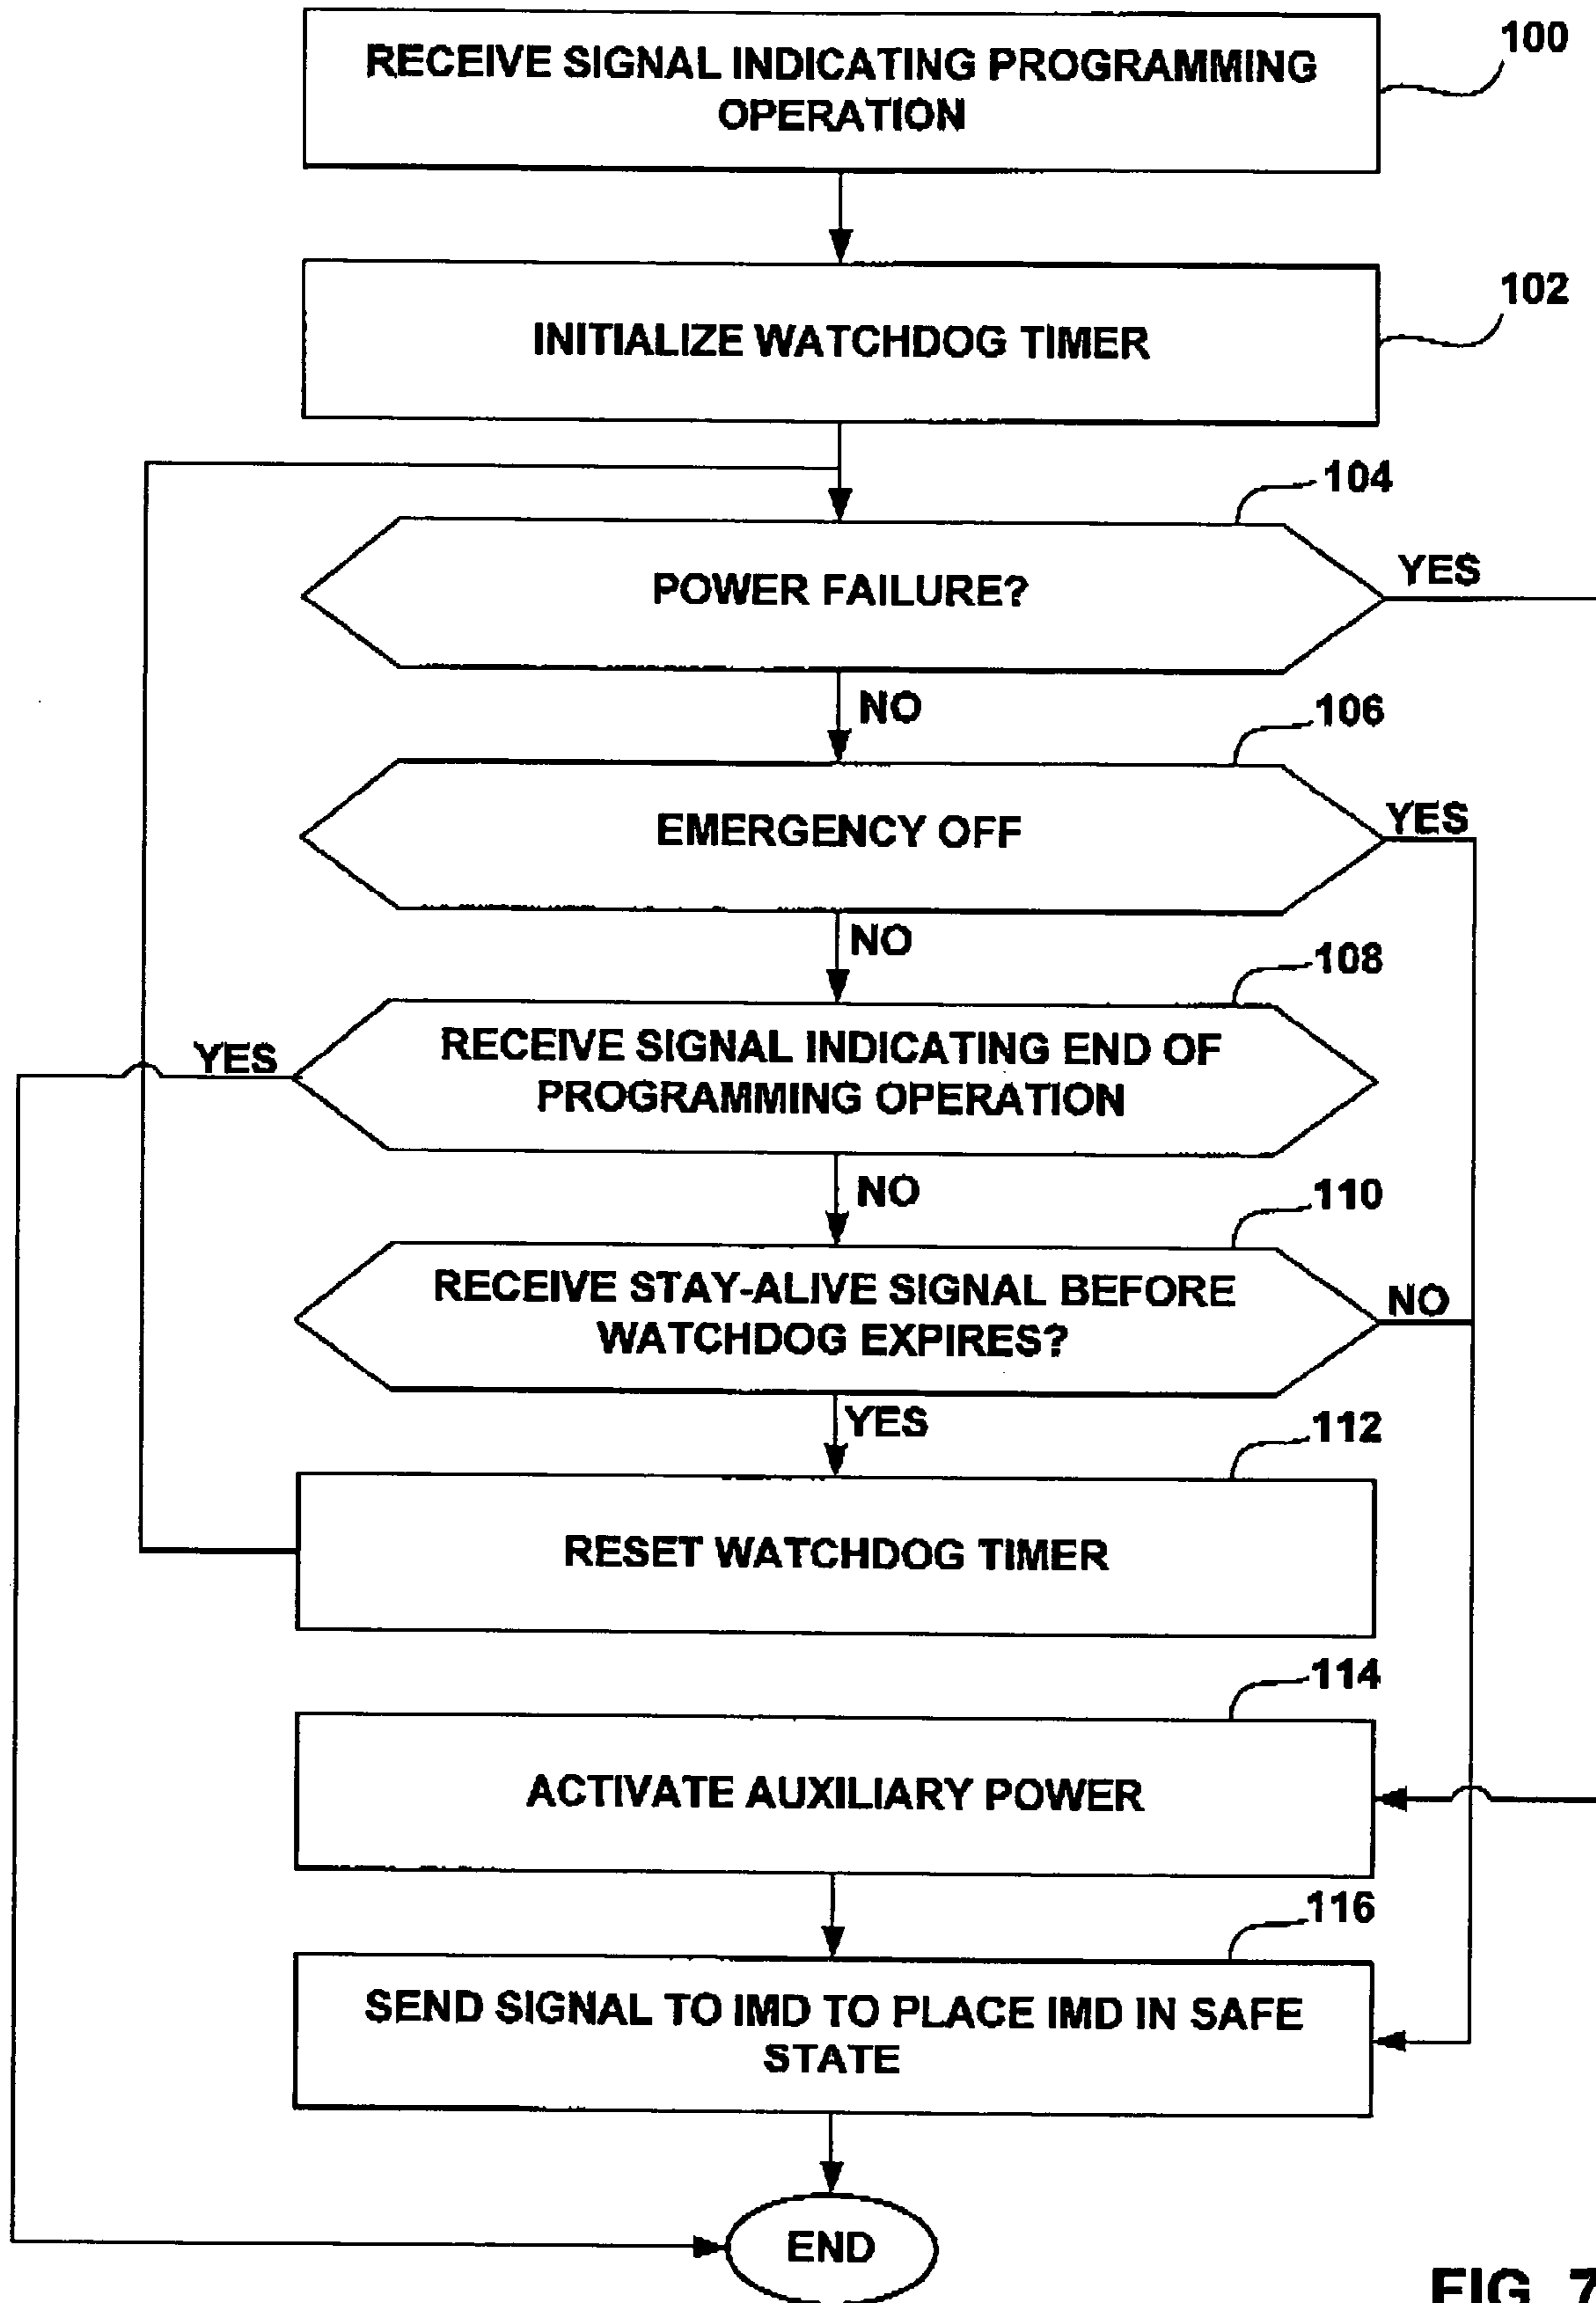 RECEIVE SIGNAL INDICATING PROGRAMMING
OPERATION
100
INITIALIZE WATCHDOG TIMER
102
104
POWER FAILURE?
YES
NO
106
EMERGENCY OFF
YES
NO
108
YES
RECEIVE SIGNAL INDICATING END OF
PROGRAMMING OPERATION
NO
110
RECEIVE STAY-ALIVE SIGNAL BEFORE
WATCHDOG EXPIRES?
NO
YES
112
RESET WATCHDOG TIMER
114
ACTIVATE AUXILIARY POWER
116
SEND SIGNAL TO IMD TO PLACE IMD IN SAFE
STATE
END
FIG. 7